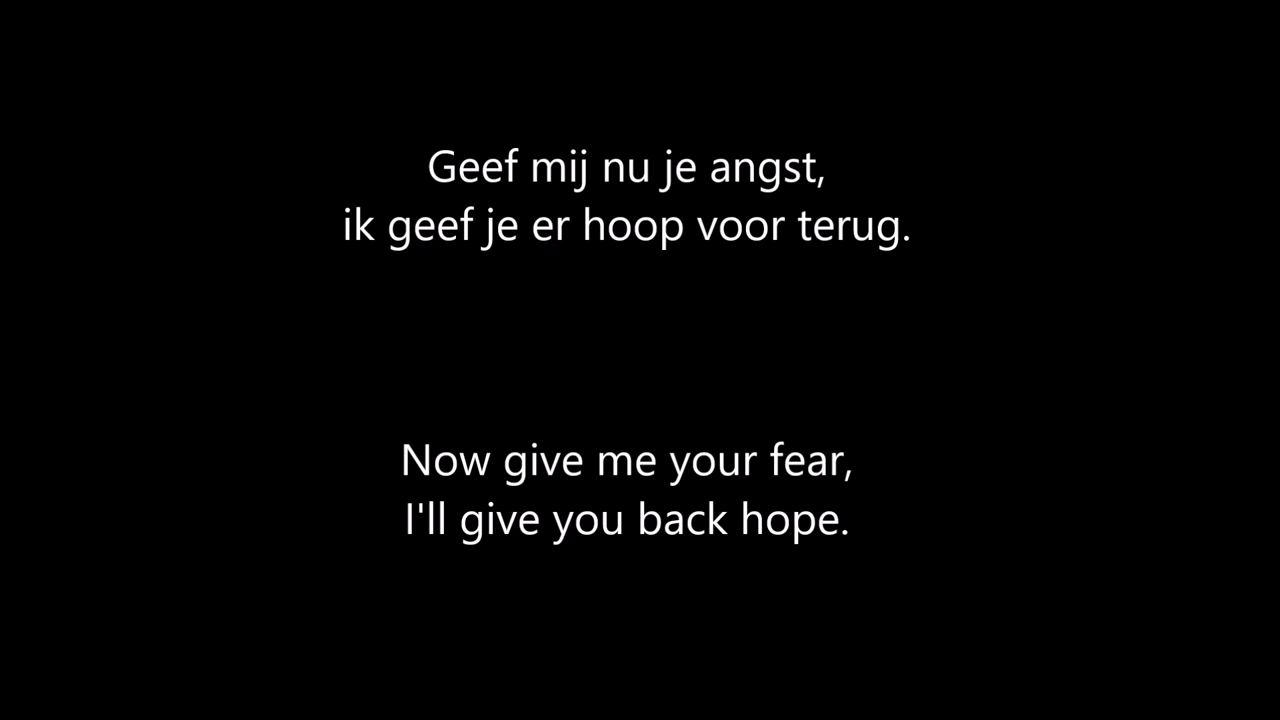 Geef mij nu je angst,
ik geef je er hoop voor terug.
Now give me your fear,
I'll give you back hope.